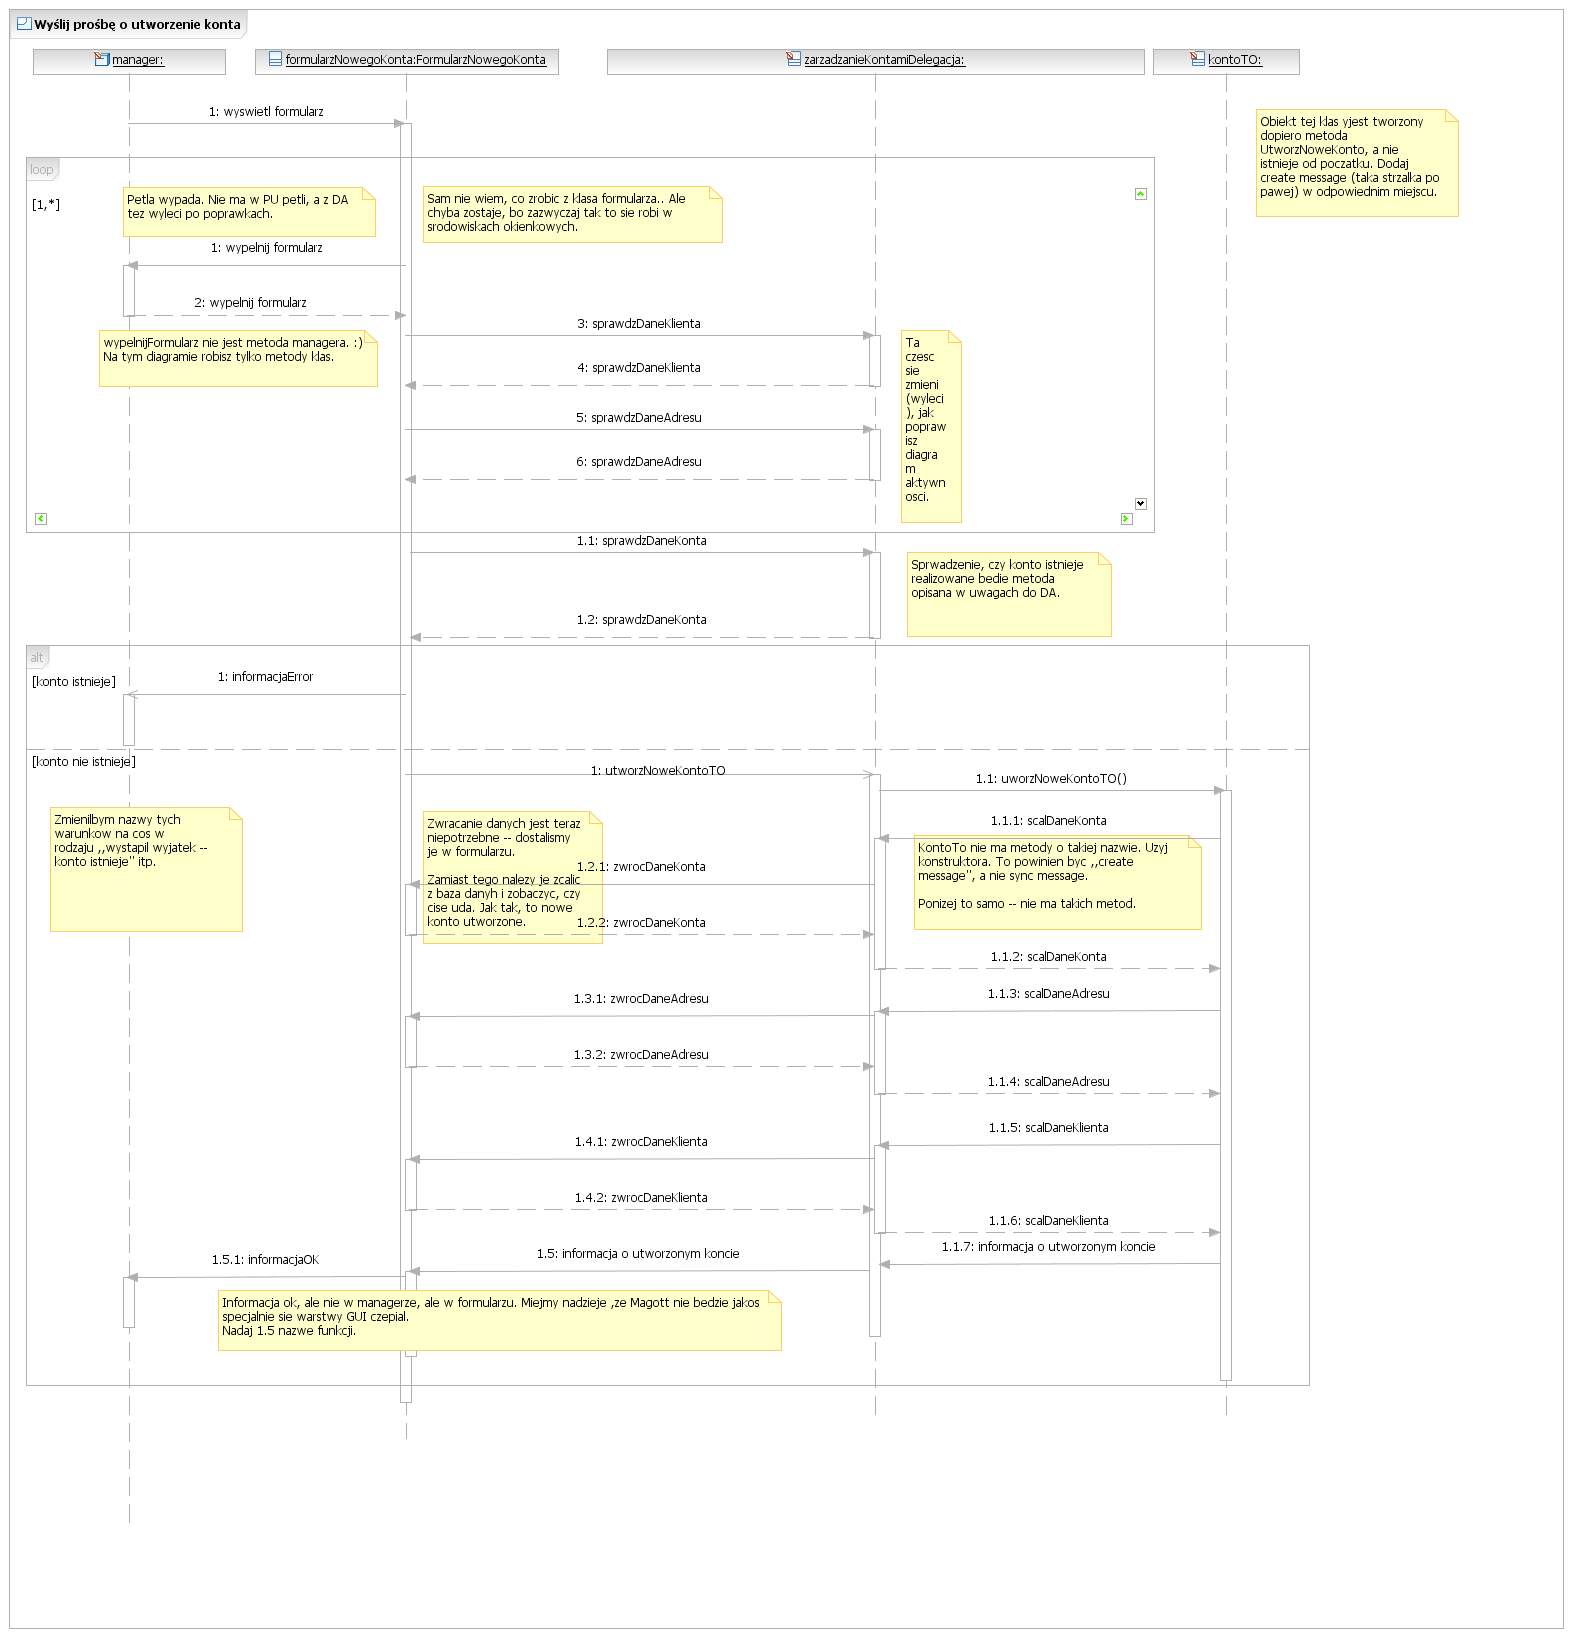 Wyślij prośbę o utworzenie konta
manager:
formularzNowegoKonta:FormularzNowegoKonta
zarzadzanieKontamiDelegacja:
kontoTO:
1: wyswietl formularz
Obiekt tej klas yjest tworzony
dopiero metoda
UtworzNoweKonto, a nie
istnieje od poczatku. Dodaj
create message (taka strzalka po
pawej) w odpowiednim miejscu.
loop
[1,*]
Petla wypada. Nie ma w PU petli, a z DA
tez wyleci po poprawkach.
Sam nie wiem, co zrobic z klasa formularza.. Ale
chyba zostaje, bo zazwyczaj tak to sie robi w
srodowiskach okienkowych.
1: wypelnij formularz
2: wypelnij formularz
3: sprawdzDaneKlienta
wypelnijFormularz nie jest metoda managera. :)
Na tym diagramie robisz tylko metody klas.
Ta
czesc
sie
zmieni
(wyleci
), jak
popraw
isz
diagra
m
aktywn
osci.
4: sprawdzDaneKlienta
5: sprawdzDaneAdresu
6: sprawdzDaneAdresu
1.1: sprawdzDaneKonta
Sprwadzenie, czy konto istnieje
realizowane bedie metoda
opisana w uwagach do DA.
1.2: sprawdzDaneKonta
alt
[konto istnieje]
1: informacjaError
[konto nie istnieje]
1: utworzNoweKontoTO
1.1: uworzNoweKontoTO()
Zmienilbym nazwy tych
warunkow na cos w
rodzaju ,,wystapil wyjatek --
konto istnieje'' itp.
Zwracanie danych jest teraz
niepotrzebne -- dostalismy
je w formularzu.
Zamiast tego nalezy je zcalic
z baza danyh i zobaczyc, czy
cise uda. Jak tak, to nowe
konto utworzone.
1.1.1: scalDaneKonta
KontoTo nie ma metody o takiej nazwie. Uzyj
konstruktora. To powinien byc ,,create
message'', a nie sync message.
Ponizej to samo -- nie ma takich metod.
1.2.1: zwrocDaneKonta
1.2.2: zwrocDaneKonta
1.1.2: scalDaneKonta
1.3.1: zwrocDaneAdresu
1.1.3: scalDaneAdresu
1.3.2: zwrocDaneAdresu
1.1.4: scalDaneAdresu
1.1.5: scalDaneKlienta
1.4.1: zwrocDaneKlienta
1.4.2: zwrocDaneKlienta
1.1.6: scalDaneKlienta
1.1.7: informacja o utworzonym koncie
1.5: informacja o utworzonym koncie
1.5.1: informacjaOK
Informacja ok, ale nie w managerze, ale w formularzu. Miejmy nadzieje ,ze Magott nie bedzie jakos
specjalnie sie warstwy GUI czepial.
Nadaj 1.5 nazwe funkcji.